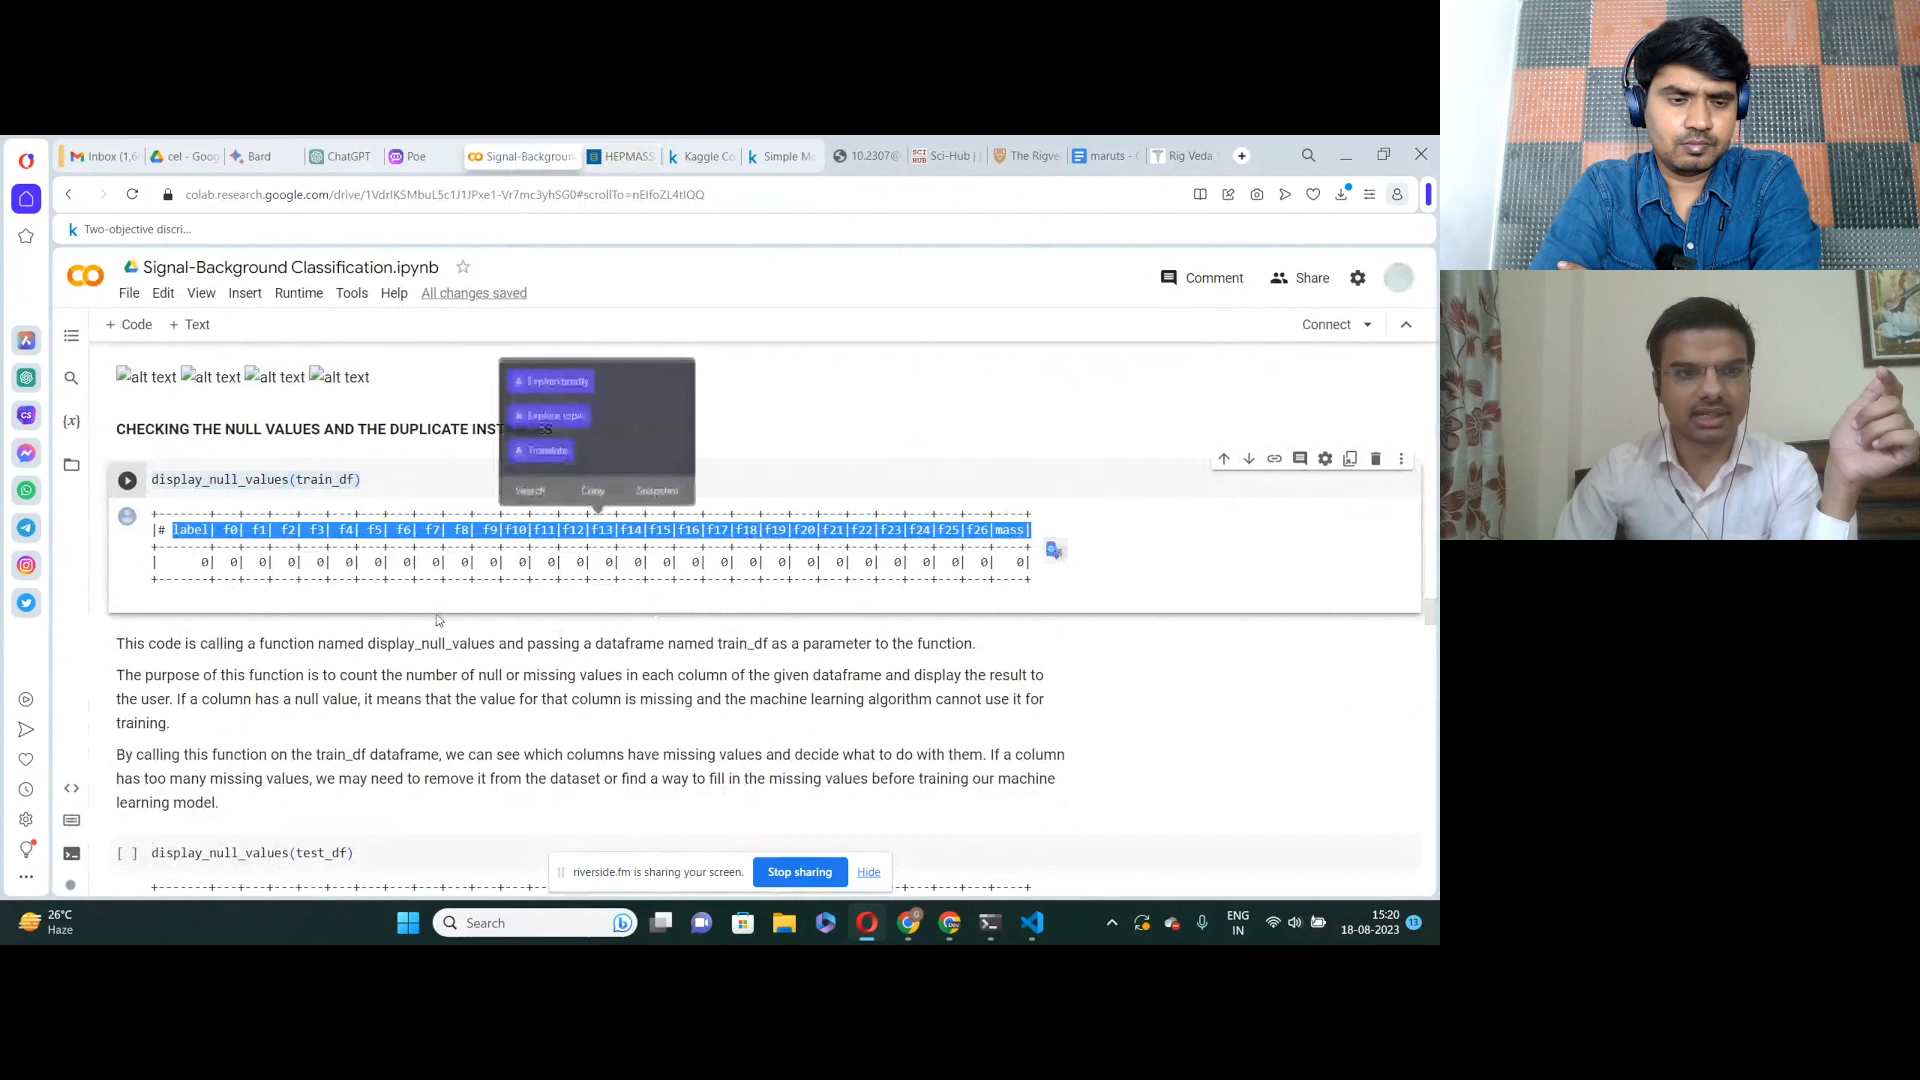 Inbox (1,6
cel - Goog
Bard
ChatGPT
Poe
Signal-Backgroun
HEPMASS
Kaggle Co
Simple Mo
10.2307@
Sci-Hub |
The Rigve
maruts - G
Rig Veda
colab.research.google.com/drive/
Two-objective discri...
Signal-Background Classification.ipynb
Comment
Share
File Edit View Insert Runtime Tools Help All changes saved
+ Code + Text
Connect
alt text alt text alt text alt text
CHECKING THE NULL VALUES AND THE DUPLICATE INST
Translate
Search Copy Snapshot
display_null_values(train_df)
+------+---+---+---+---+---+---+---+---+---+---+---+---+---+---+---+---+---+---+---+---+---+---+---+---+---+---+---+----+
|# label| f0| f1| f2| f3| f4| f5| f6| f7| f8| f9|f10|f11|f12|f13|f14|f15|f16|f17|f18|f19|f20|f21|f22|f23|f24|f25|f26|mass|
+------+---+---+---+---+---+---+---+---+---+---+---+---+---+---+---+---+---+---+---+---+---+---+---+---+---+---+---+----+
| 0| 0| 0| 0| 0| 0| 0| 0| 0| 0| 0| 0| 0| 0| 0| 0| 0| 0| 0| 0| 0| 0| 0| 0| 0| 0| 0| 0| 0|
+------+---+---+---+---+---+---+---+---+---+---+---+---+---+---+---+---+---+---+---+---+---+---+---+---+---+---+---+----+
This code is calling a function named display_null_values and passing a dataframe named train_df as a parameter to the function.
The purpose of this function is to count the number of null or missing values in each column of the given dataframe and display the result to
the user. If a column has a null value, it means that the value for that column is missing and the machine learning algorithm cannot use it for
training.
By calling this function on the train_df dataframe, we can see which columns have missing values and decide what to do with them. If a column
has too many missing values, we may need to remove it from the dataset or find a way to fill in the missing values before training our machine
learning model.
[ ] display_null_values(test_df)
riverside.fm is sharing your screen.
Stop sharing
Hide
26°C
Haze
Search
ENG
IN
15:20
18-08-2023
13